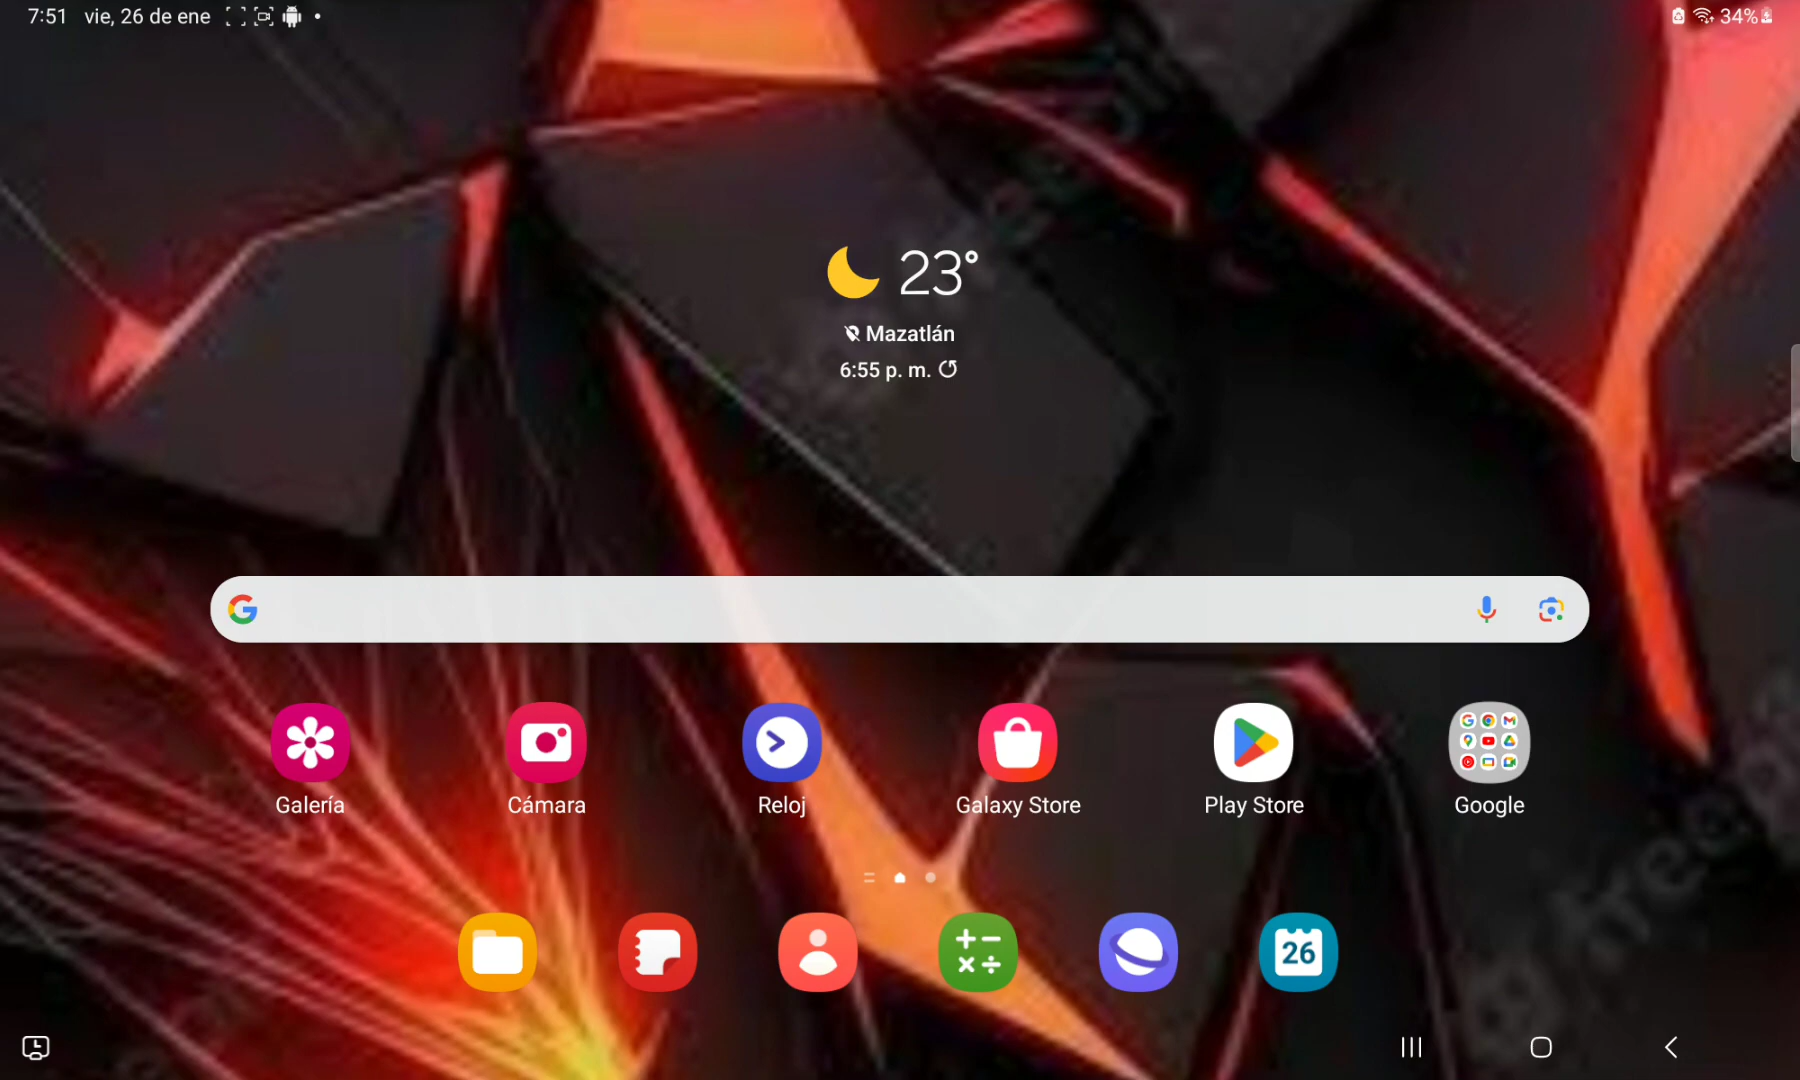 7:51 vie, 26 de ene
34%
23°
Mazatlán
6:55 p. m.
Galería
Cámara
Reloj
Galaxy Store
Play Store
Google
26